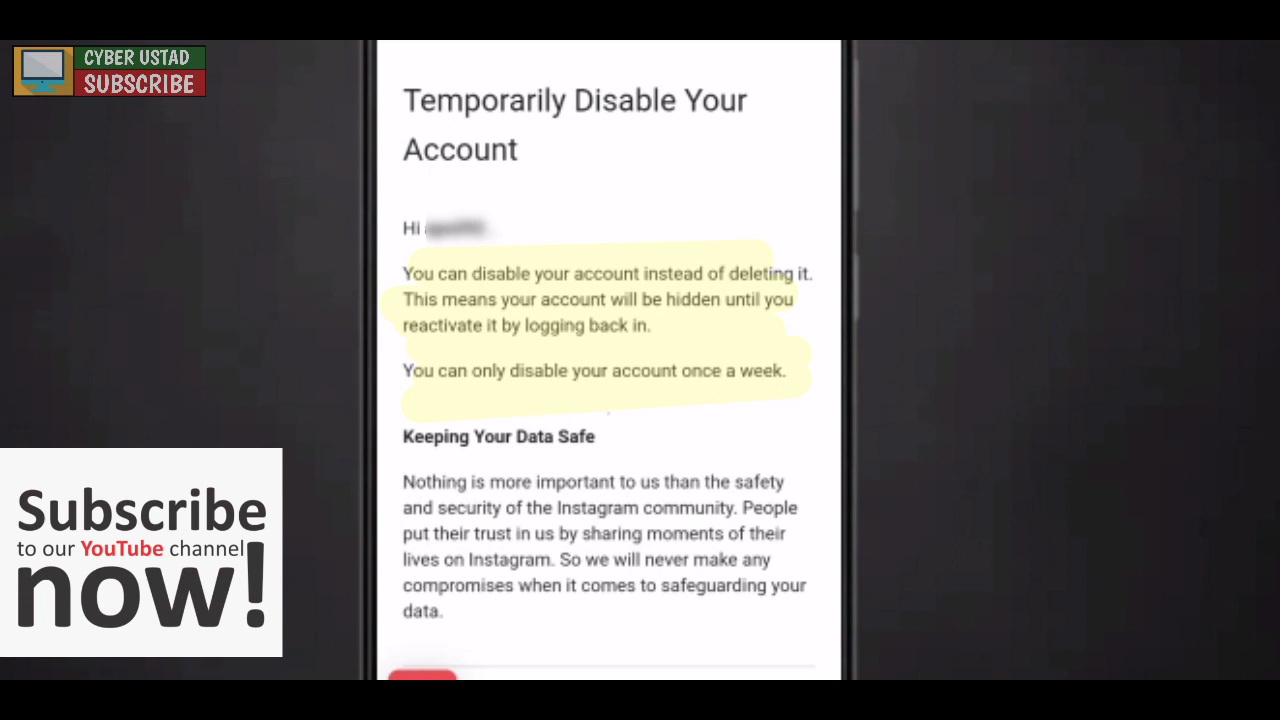 CYBER USTAD
SUBSCRIBE
Temporarily Disable Your
Account
Hi
You can disable your account instead of deleting it.
This means your account will be hidden until you
reactivate it by logging back in.
You can only disable your account once a week.
Keeping Your Data Safe
Nothing is more important to us than the safety
and security of the Instagram community. People
put their trust in us by sharing moments of their
lives on Instagram. So we will never make any
compromises when it comes to safeguarding your
data.
Subscribe
to our YouTube channel
now!